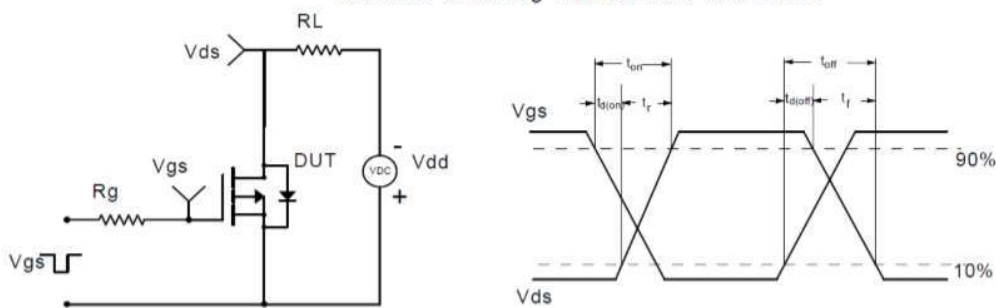 RL
Vds
Vgs
DUT
VDC
-
+
Vdd
Rg
Vgs
ton
toff
td(on)
tr
td(off)
tf
Vgs
90%
10%
Vds